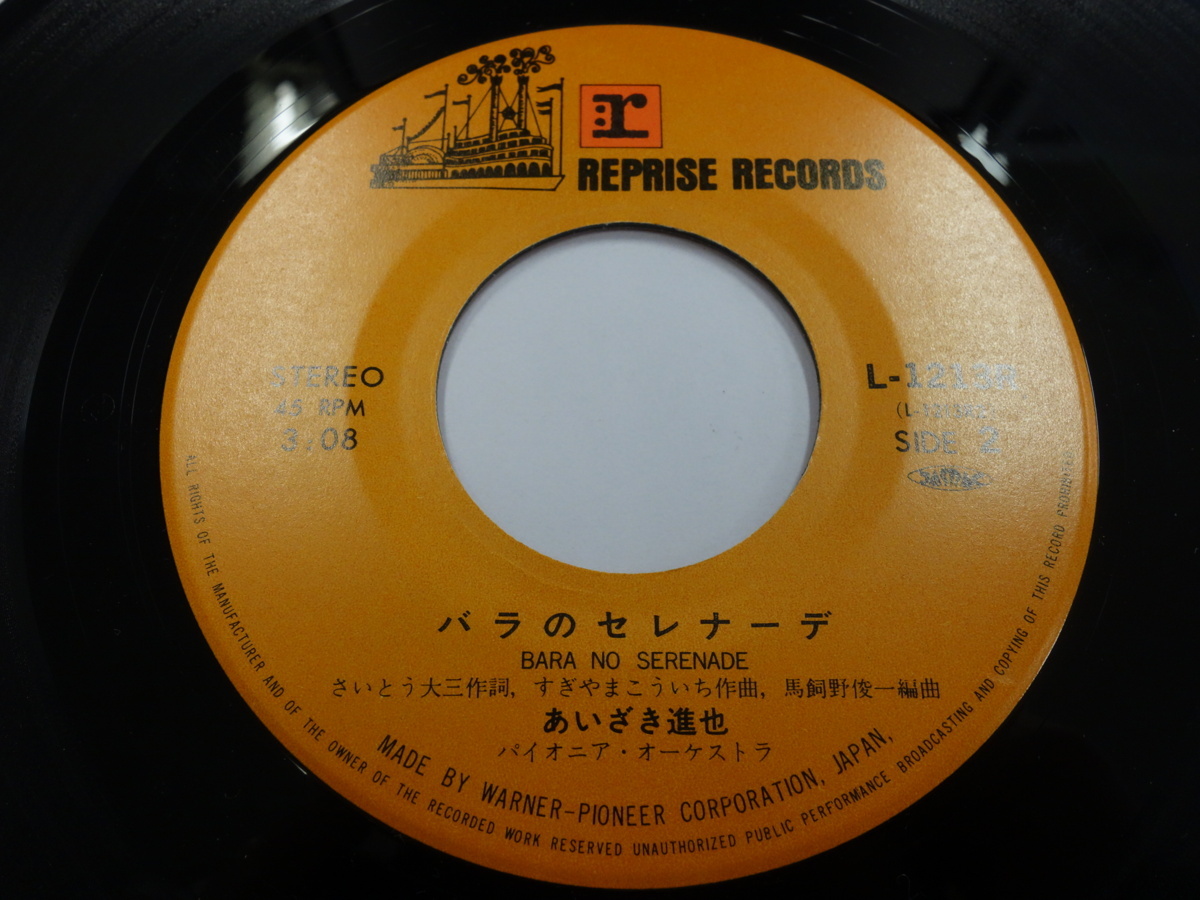 r
REPRISE RECORDS
STEREO
45 RPM
3:08
L-1213R
SIDE 2
バラのセレナーデ
BARA NO SERENADE
さいとう大三作詞, すぎやまこういち作曲, 馬飼野俊一編曲
あいざき進也
パイオニア・オーケストラ
MADE BY WARNER-PIONEER CORPORATION, JAPAN,
ALL RIGHTS OF THE MANUFACTURER AND OF THE OWNER OF THE RECORDED WORK RESERVED UNAUTHORIZED PUBLIC PERFORMANCE BROADCASTING AND COPYING OF THIS RECORD PROHIBITED